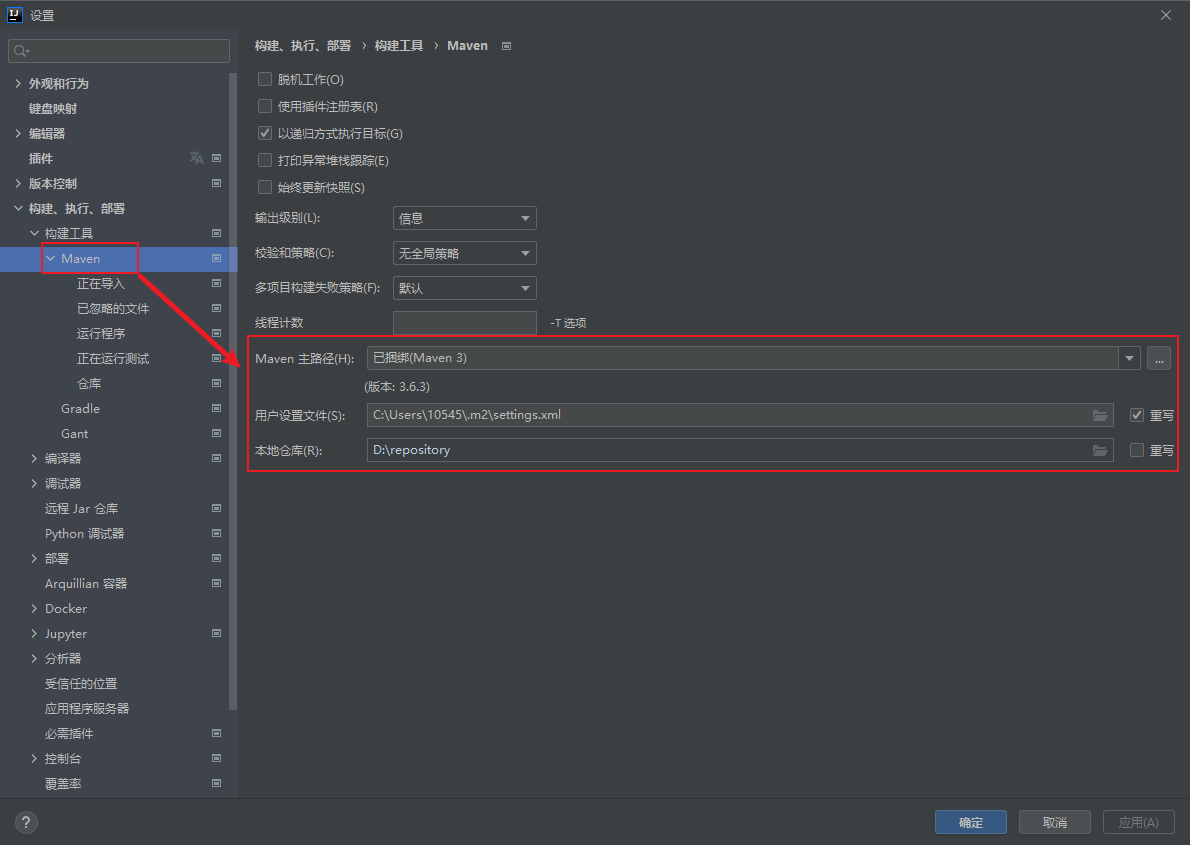 设置
外观和行为
键盘映射
编辑器
插件
版本控制
构建、执行、部署
构建工具
Maven
正在导入
已忽略的文件
运行程序
正在运行测试
仓库
Gradle
Gant
编译器
调试器
远程 Jar 仓库
Python 调试器
部署
Arquillian 容器
Docker
Jupyter
分析器
受信任的位置
应用程序服务器
必需插件
控制台
覆盖率
构建、执行、部署 › 构建工具 › Maven
脱机工作(O)
使用插件注册表(R)
以递归方式执行目标(G)
打印异常堆栈跟踪(E)
始终更新快照(S)
输出级别(L): 信息
校验和策略(C): 无全局策略
多项目构建失败策略(F): 默认
线程计数 -T 选项
Maven 主路径(H): 已捆绑(Maven 3) ...
(版本: 3.6.3)
用户设置文件(S): C:\Users\10545\.m2\settings.xml 重写
本地仓库(R): D:\repository 重写
? 确定 取消 应用(A)